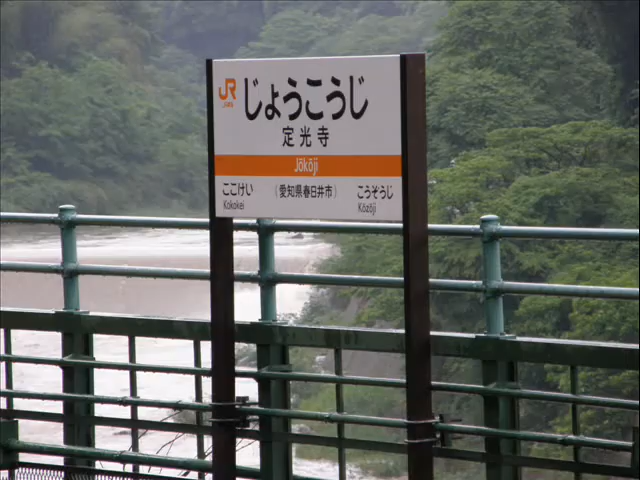 JR
じょうこうじ
定光寺
Jōkōji
ここけい (愛知県春日井市) こうぞうじ
Kokokei Kōzōji